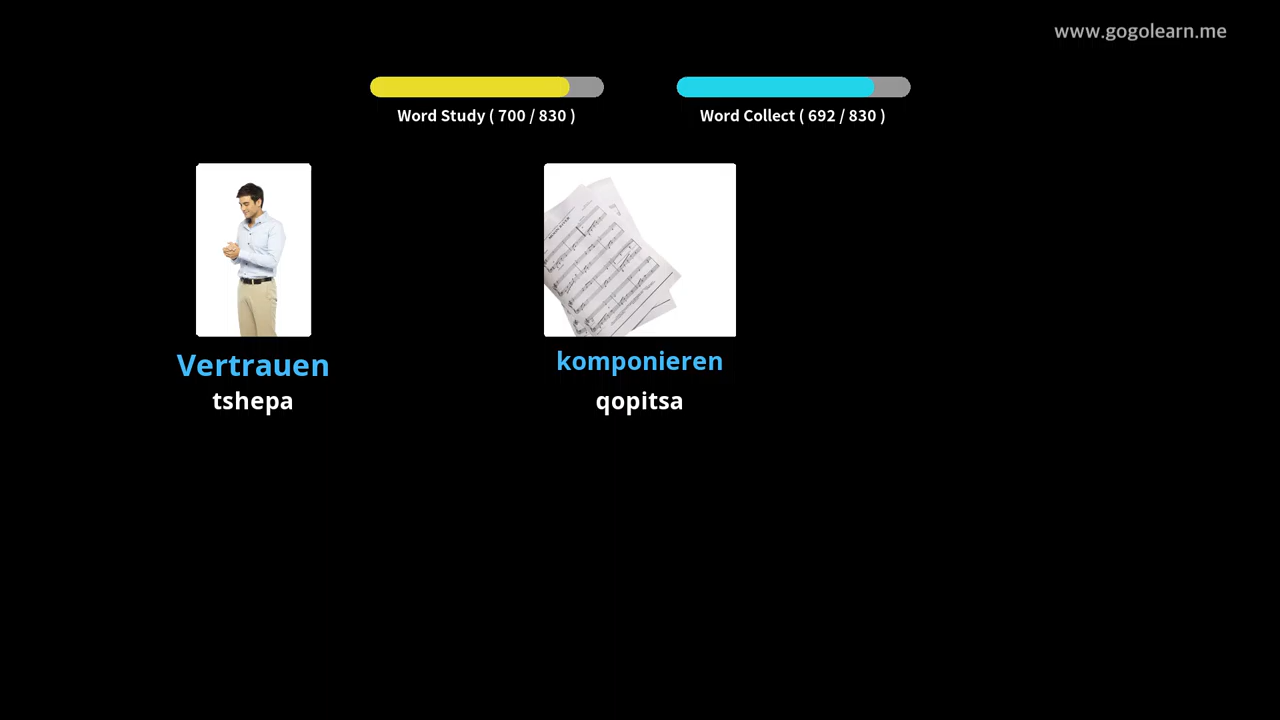 www.gogolearn.me
Word Study ( 700 / 830 )
Word Collect ( 692 / 830 )
Vertrauen
komponieren
tshepa
qopitsa